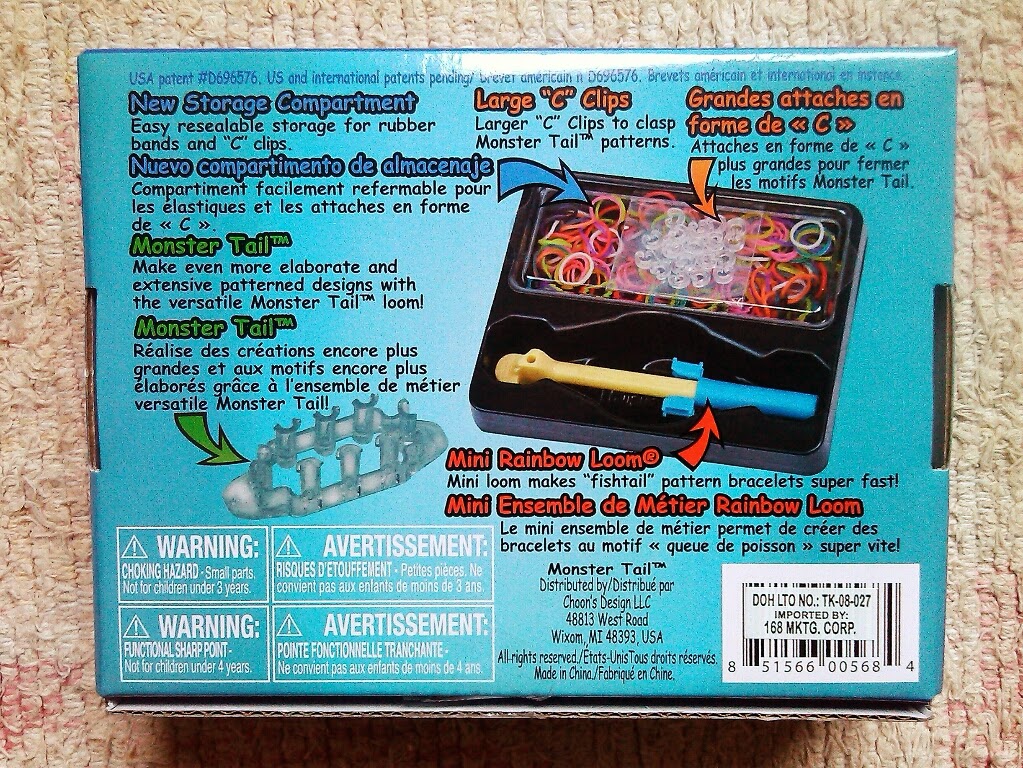 USA patent #D696576. US and international patents pending/ Brevet américain n D696576. Brevets américain et international en instance.
New Storage Compartment
Easy resealable storage for rubber
bands and "C" clips.
Nuevo compartimento de almacenaje
Compartiment facilement refermable pour
les élastiques et les attaches en forme
de « C ».
Large "C" Clips
Larger "C" Clips to clasp
Monster Tail™ patterns.
Grandes attaches en
forme de « C »
Attaches en forme de « C »
plus grandes pour fermer
les motifs Monster Tail.
Monster Tail™
Make even more elaborate and
extensive patterned designs with
the versatile Monster Tail™ loom!
Monster Tail™
Réalise des créations encore plus
grandes et aux motifs encore plus
élaborés grâce à l'ensemble de métier
versatile Monster Tail!
Mini Rainbow Loom®
Mini loom makes "fishtail" pattern bracelets super fast!
Mini Ensemble de Métier Rainbow Loom
Le mini ensemble de métier permet de créer des
bracelets au motif « queue de poisson » super vite!
WARNING:
CHOKING HAZARD - Small parts.
Not for children under 3 years.
AVERTISSEMENT:
RISQUES D'ETOUFFEMENT - Petites pièces. Ne
convient pas aux enfants de moins de 3 ans.
WARNING:
FUNCTIONAL SHARP POINT -
Not for children under 4 years.
AVERTISSEMENT:
POINTE FONCTIONNELLE TRANCHANTE -
Ne convient pas aux enfants de moins de 4 ans.
Monster Tail™
Distributed by/Distribué par
Choon's Design LLC
48813 West Road
Wixom, MI 48393, USA
All-rights reserved./Etats-UnisTous droits réservés.
Made in China./Fabriqué en Chine.
DOH LTO NO.: TK-08-027
IMPORTED BY:
168 MKTG. CORP.
8 51566 00568 4